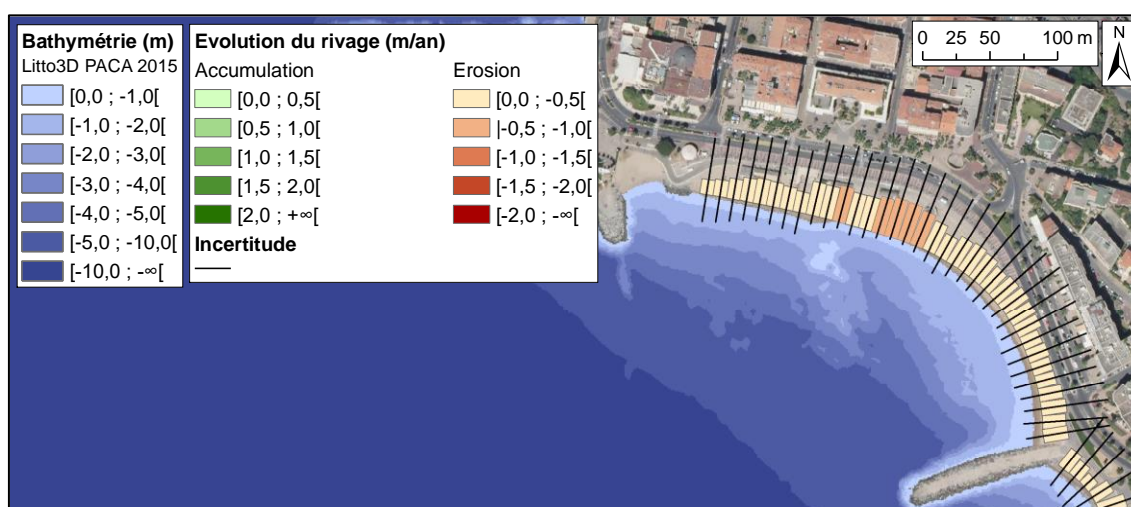 Bathymétrie (m)
Litto3D PACA 2015
[0,0 ; -1,0[
[-1,0 ; -2,0[
[-2,0 ; -3,0[
[-3,0 ; -4,0[
[-4,0 ; -5,0[
[-5,0 ; -10,0[
[-10,0 ; -∞[
Evolution du rivage (m/an)
Accumulation
[0,0 ; 0,5[
[0,5 ; 1,0[
[1,0 ; 1,5[
[1,5 ; 2,0[
[2,0 ; +∞[
Incertitude
Erosion
[0,0 ; -0,5[
|-0,5 ; -1,0[
[-1,0 ; -1,5[
[-1,5 ; -2,0[
[-2,0 ; -∞[
0 25 50 100 m
N